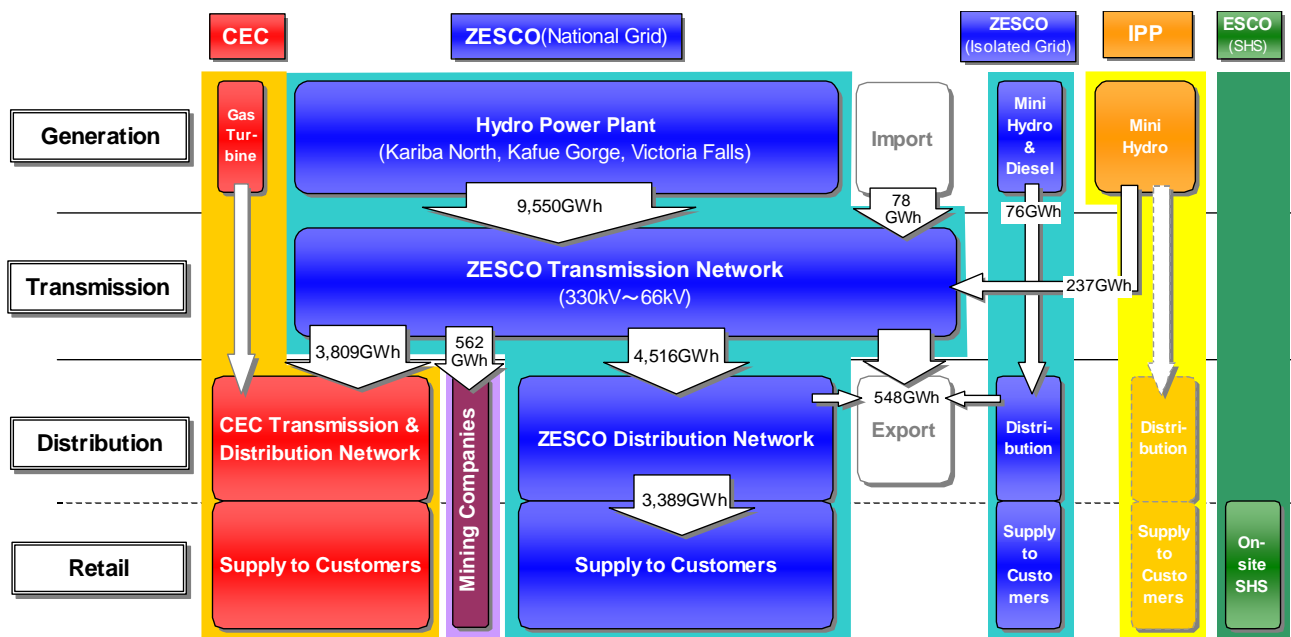 CEC
ZESCO(National Grid)
ZESCO
(Isolated Grid)
IPP
ESCO
(SHS)
Generation
Gas
Tur-
bine
Hydro Power Plant
(Kariba North, Kafue Gorge, Victoria Falls)
Import
Mini
Hydro
&
Diesel
Mini
Hydro
9,550GWh
78
GWh
76GWh
Transmission
ZESCO Transmission Network
(330kV～66kV)
237GWh
3,809GWh
562
GWh
4,516GWh
548GWh
Distribution
CEC Transmission &
Distribution Network
Mining Companies
ZESCO Distribution Network
Export
Distri-
bution
Distri-
bution
3,389GWh
Retail
Supply to Customers
Supply to Customers
Supply
to
Custo
mers
Supply
to
Custo
mers
On-
site
SHS